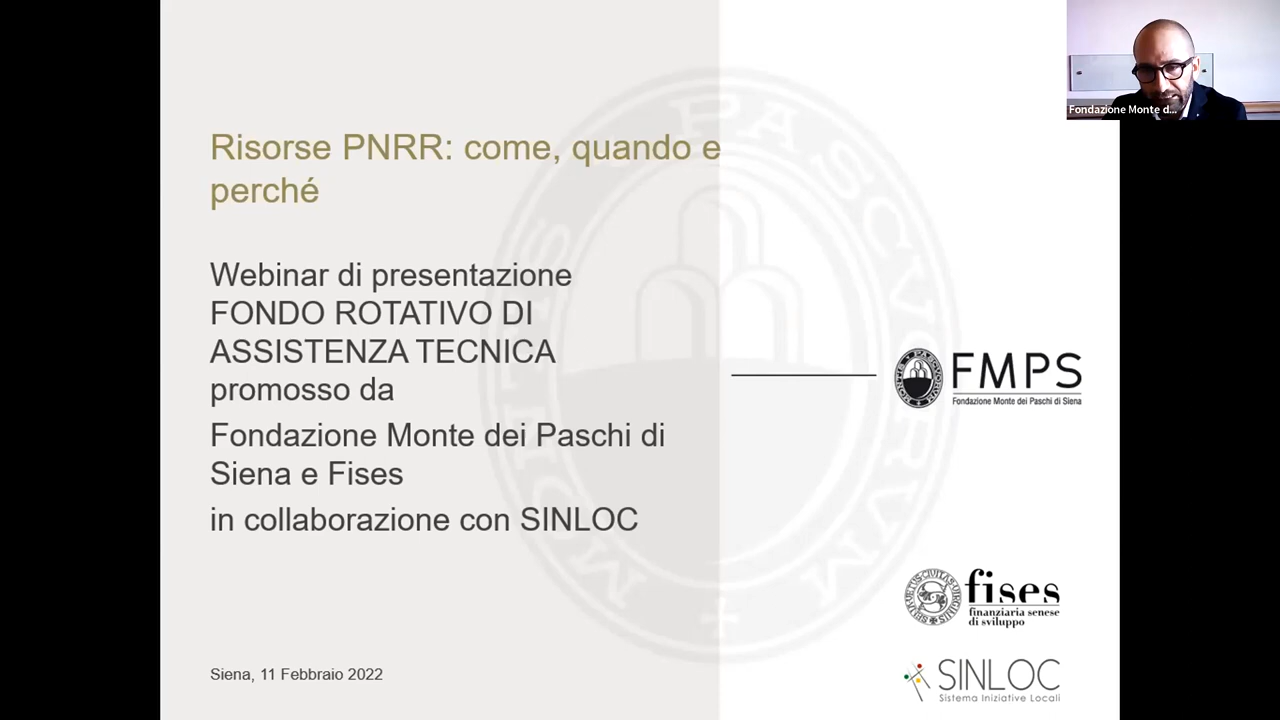 Risorse PNRR: come, quando e
perché
Webinar di presentazione
FONDO ROTATIVO DI
ASSISTENZA TECNICA
promosso da
Fondazione Monte dei Paschi di
Siena e Fises
in collaborazione con SINLOC
Siena, 11 Febbraio 2022
Fondazione Monte d...
FMPS
Fondazione Monte dei Paschi di Siena
fises
finanziaria senese
di sviluppo
SINLOC
Sistema Iniziative Locali